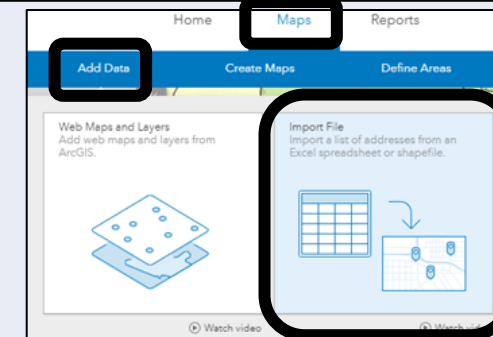 Home Maps Reports
Add Data Create Maps Define Areas
Web Maps and Layers
Add web maps and layers from
ArcGIS.
Import File
Import a list of addresses from an
Excel spreadsheet or shapefile.
Watch video
Watch